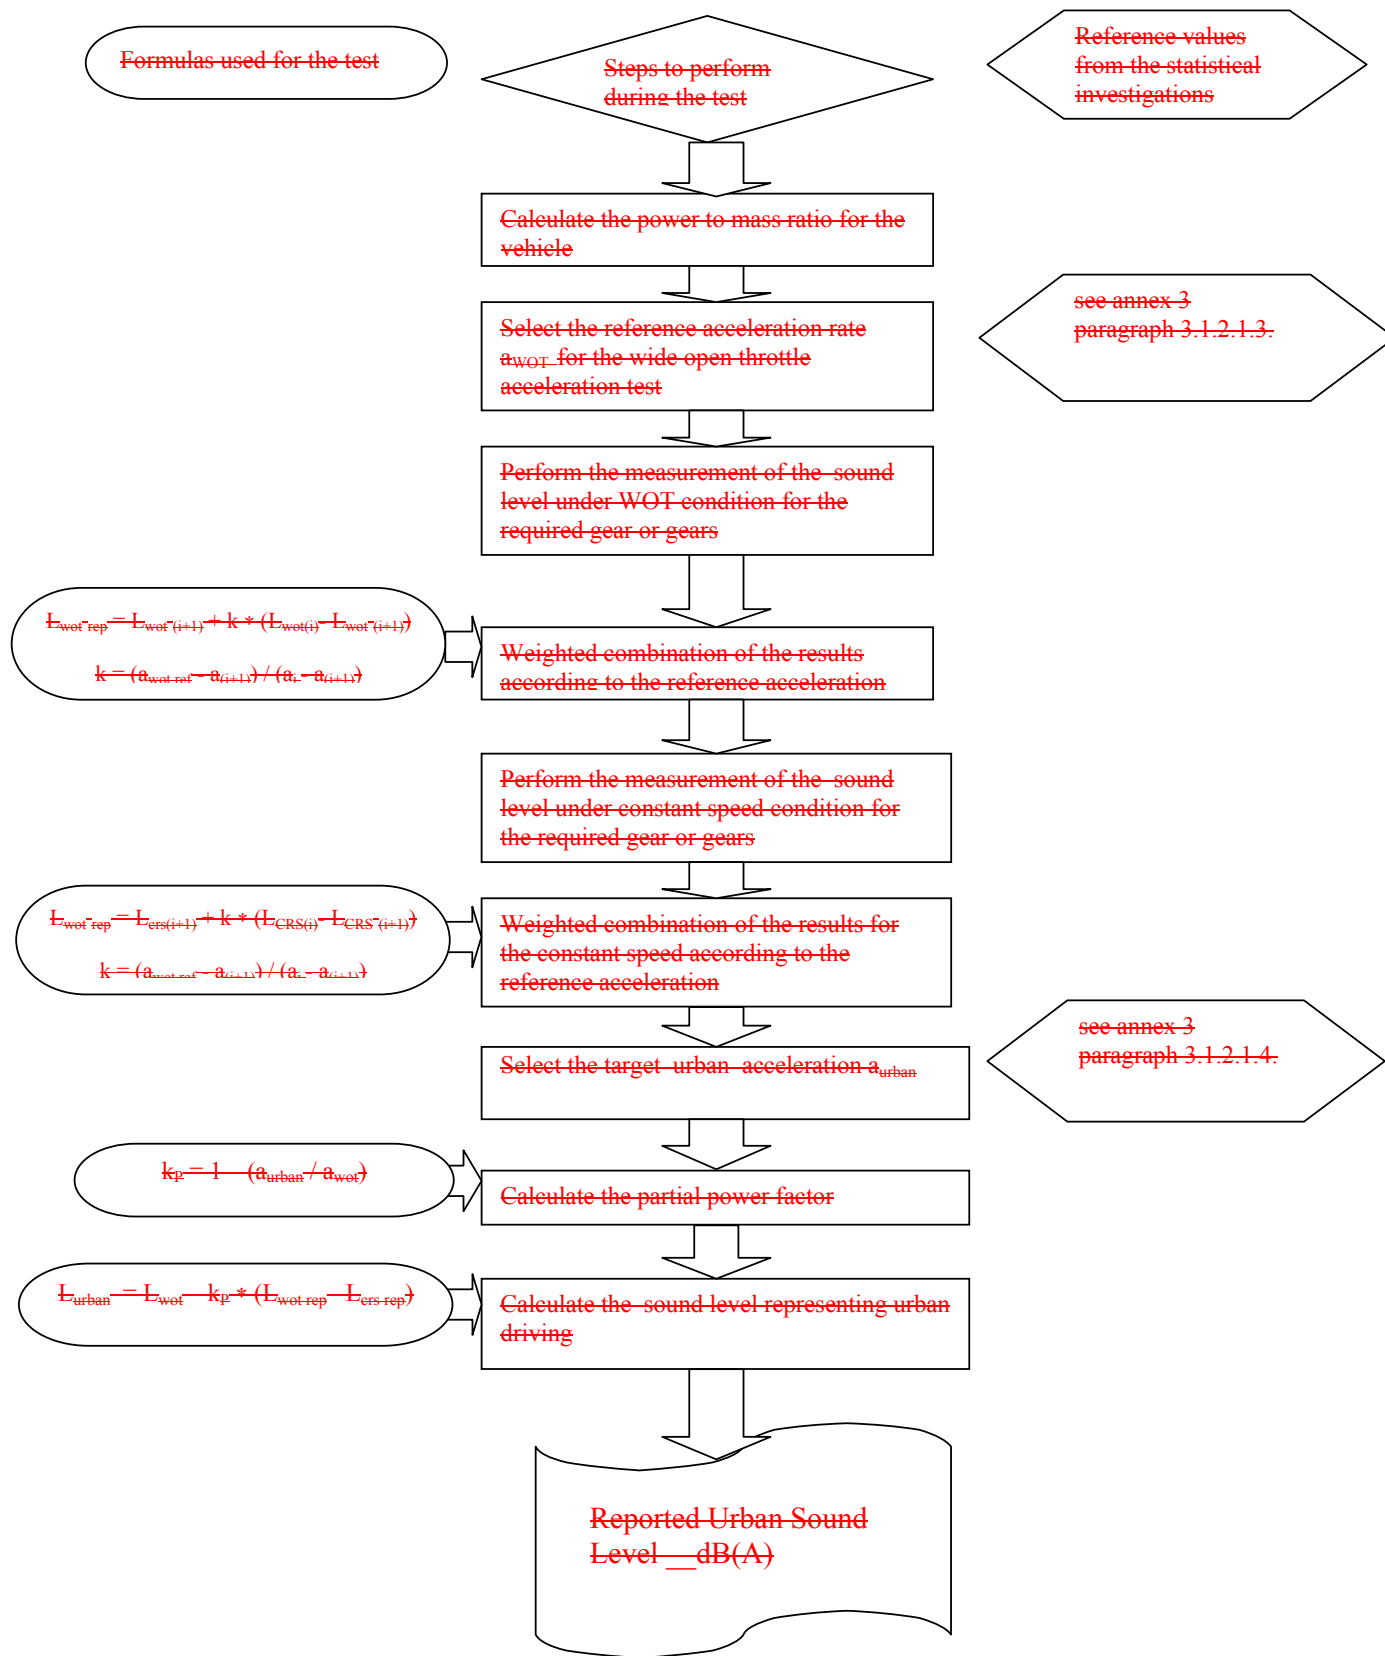 Formulas used for the test
Steps to perform
during the test
Reference values
from the statistical
investigations
Calculate the power to mass ratio for the
vehicle
Select the reference acceleration rate
aWOT for the wide open throttle
acceleration test
see annex 3
paragraph 3.1.2.1.3.
Perform the measurement of the sound
level under WOT condition for the
required gear or gears
Lwot rep = Lwot (i+1) + k * (Lwot(i) - Lwot (i+1))
k = (awot ref - a(i+1)) / (ai - a(i+1))
Weighted combination of the results
according to the reference acceleration
Perform the measurement of the sound
level under constant speed condition for
the required gear or gears
Lwot rep = Lcrs(i+1) + k * (LCRS(i) - LCRS (i+1))
k = (awot ref - a(i+1)) / (ai - a(i+1))
Weighted combination of the results for
the constant speed according to the
reference acceleration
Select the target urban acceleration aurban
see annex 3
paragraph 3.1.2.1.4.
kP = 1 - (aurban / awot)
Calculate the partial power factor
Lurban = Lwot - kP * (Lwot rep - Lcrs rep)
Calculate the sound level representing urban
driving
Reported Urban Sound
Level __dB(A)